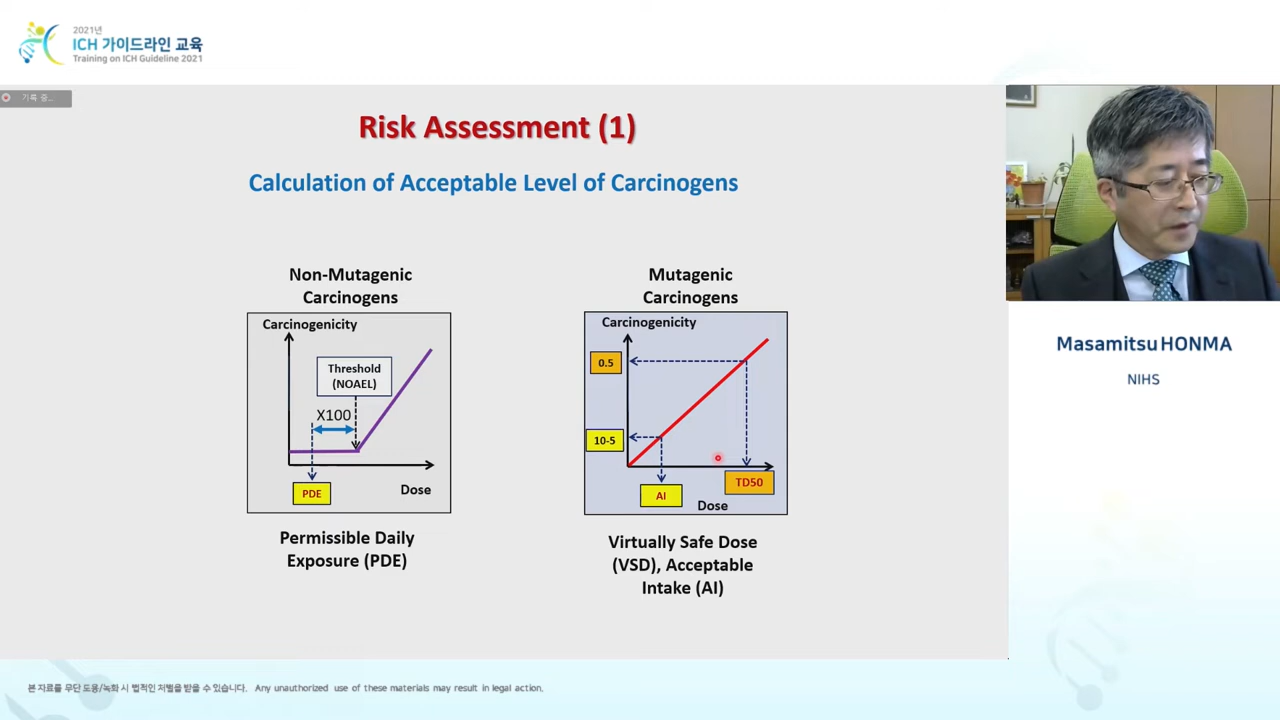 2021년
ICH 가이드라인 교육
Training on ICH Guideline 2021
기록 중...
Risk Assessment (1)
Calculation of Acceptable Level of Carcinogens
Non-Mutagenic
Carcinogens
Carcinogenicity
Threshold
(NOAEL)
X100
PDE
Dose
Permissible Daily
Exposure (PDE)
Mutagenic
Carcinogens
Carcinogenicity
0.5
10-5
TD50
AI
Dose
Virtually Safe Dose
(VSD), Acceptable
Intake (AI)
Masamitsu HONMA
NIHS
본 자료를 무단 도용/녹화 시 법적인 처벌을 받을 수 있습니다. Any unauthorized use of these materials may result in legal action.